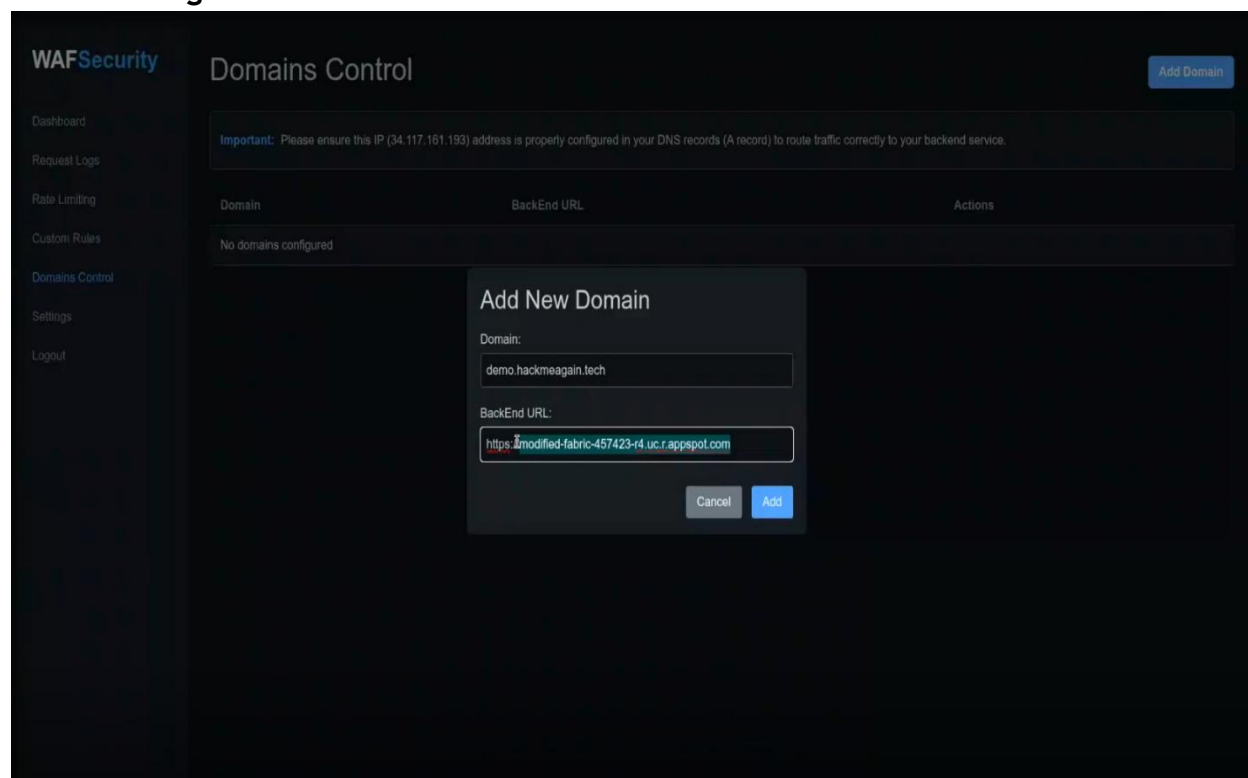 WAFSecurity
Domains Control
Add Domain
Dashboard
Request Logs
Rate Limiting
Custom Rules
Domains Control
Settings
Logout
Important: Please ensure this IP (34.117.161.193) address is properly configured in your DNS records (A record) to route traffic correctly to your backend service.
Domain BackEnd URL Actions
No domains configured
Add New Domain
Domain:
demo.hackmeagain.tech
BackEnd URL:
https://modified-fabric-457423-r4.uc.r.appspot.com
Cancel Add